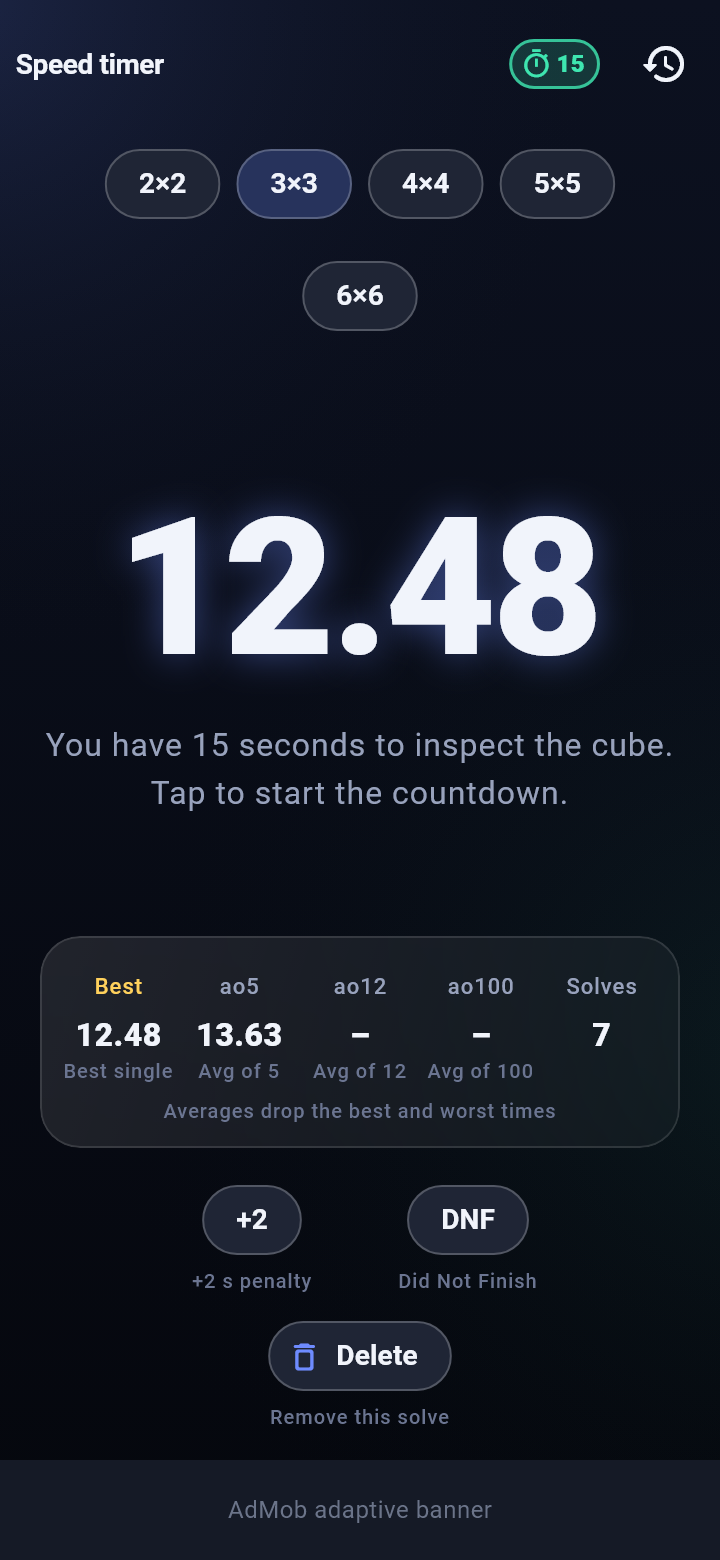 Speed timer 15
2×2 3×3 4×4 5×5
6×6
12.48
You have 15 seconds to inspect the cube.
Tap to start the countdown.
Best ao5 ao12 ao100 Solves
12.48 13.63 – – 7
Best single Avg of 5 Avg of 12 Avg of 100
Averages drop the best and worst times
+2 DNF
+2 s penalty Did Not Finish
Delete
Remove this solve
AdMob adaptive banner